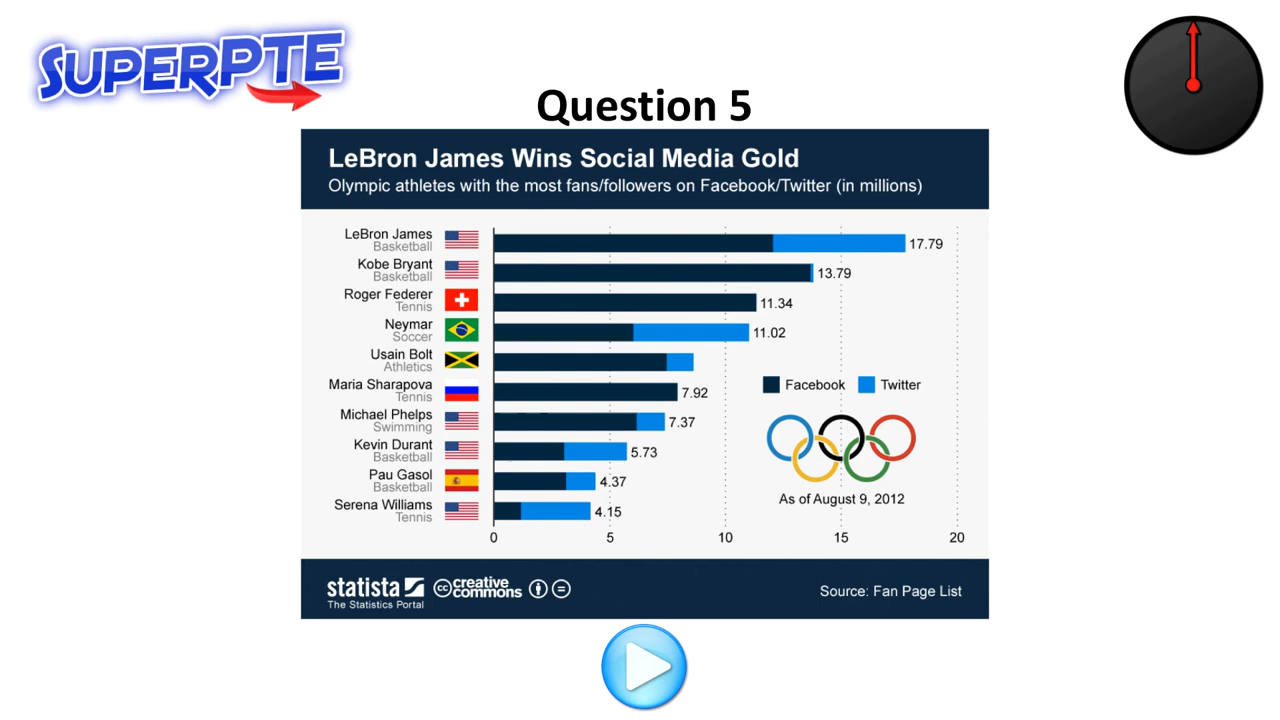 SUPERPTE
Question 5
LeBron James Wins Social Media Gold
Olympic athletes with the most fans/followers on Facebook/Twitter (in millions)
LeBron James
Basketball
17.79
Kobe Bryant
Basketball
13.79
Roger Federer
Tennis
11.34
Neymar
Soccer
11.02
Usain Bolt
Athletics
Maria Sharapova
Tennis
7.92
Michael Phelps
Swimming
7.37
Kevin Durant
Basketball
5.73
Pau Gasol
Basketball
4.37
Serena Williams
Tennis
4.15
Facebook Twitter
As of August 9, 2012
0 5 10 15 20
statista
The Statistics Portal
cc creative commons
Source: Fan Page List